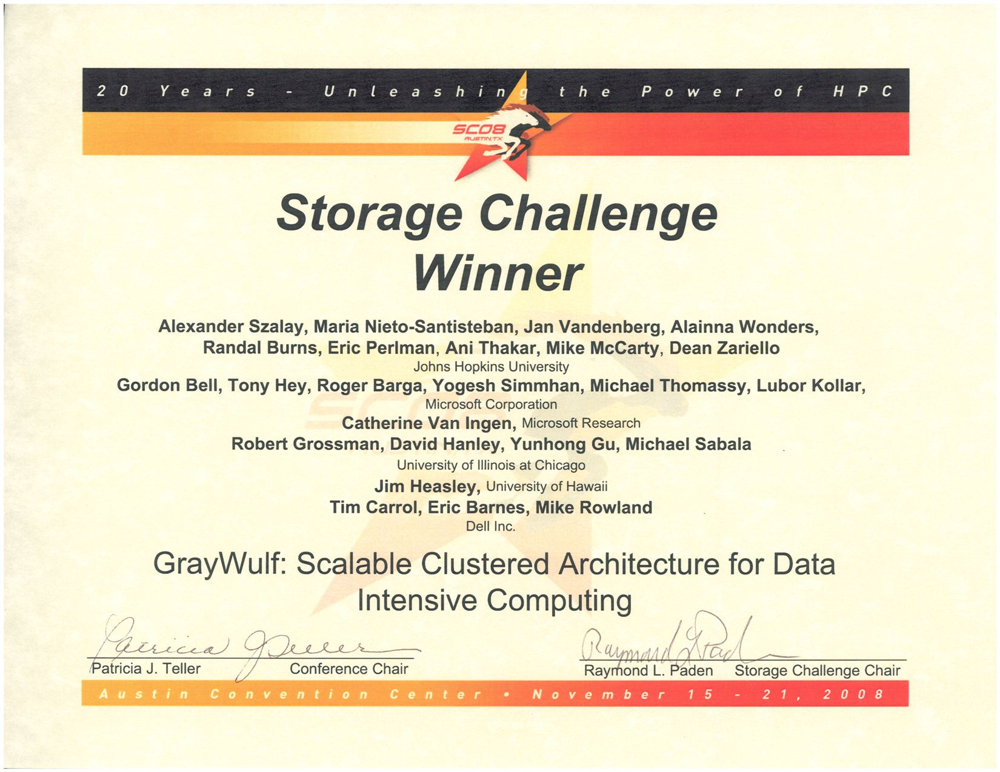 20 Years - Unleashing the Power of HPC
SC08
AUSTIN, TX
Storage Challenge
Winner
Alexander Szalay, Maria Nieto-Santisteban, Jan Vandenberg, Alainna Wonders,
Randal Burns, Eric Perlman, Ani Thakar, Mike McCarty, Dean Zariello
Johns Hopkins University
Gordon Bell, Tony Hey, Roger Barga, Yogesh Simmhan, Michael Thomassy, Lubor Kollar,
Microsoft Corporation
Catherine Van Ingen, Microsoft Research
Robert Grossman, David Hanley, Yunhong Gu, Michael Sabala
University of Illinois at Chicago
Jim Heasley, University of Hawaii
Tim Carrol, Eric Barnes, Mike Rowland
Dell Inc.
GrayWulf: Scalable Clustered Architecture for Data
Intensive Computing
Patricia J Teller
Patricia J. Teller Conference Chair
Raymond L Paden
Raymond L. Paden Storage Challenge Chair
Austin Convention Center • November 15 - 21, 2008